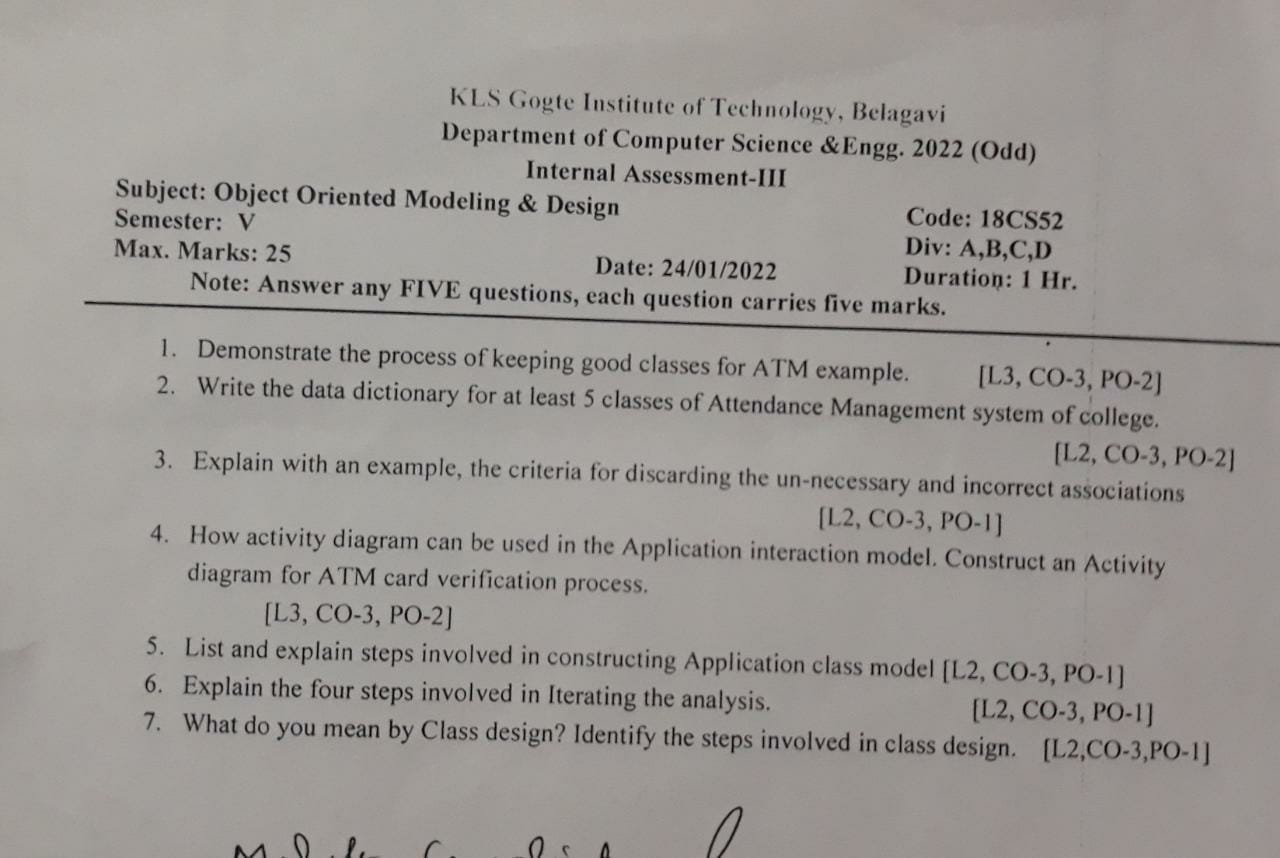 KLS Gogte Institute of Technology, Belagavi
Department of Computer Science &Engg. 2022 (Odd)
Internal Assessment-III
Subject: Object Oriented Modeling & Design
Code: 18CS52
Semester: V
Div: A,B,C,D
Max. Marks: 25
Date: 24/01/2022
Duration: 1 Hr.
Note: Answer any FIVE questions, each question carries five marks.
1. Demonstrate the process of keeping good classes for ATM example. [L3, CO-3, PO-2]
2. Write the data dictionary for at least 5 classes of Attendance Management system of college.
[L2, CO-3, PO-2]
3. Explain with an example, the criteria for discarding the un-necessary and incorrect associations
[L2, CO-3, PO-1]
4. How activity diagram can be used in the Application interaction model. Construct an Activity
diagram for ATM card verification process.
[L3, CO-3, PO-2]
5. List and explain steps involved in constructing Application class model [L2, CO-3, PO-1]
6. Explain the four steps involved in Iterating the analysis. [L2, CO-3, PO-1]
7. What do you mean by Class design? Identify the steps involved in class design. [L2,CO-3,PO-1]